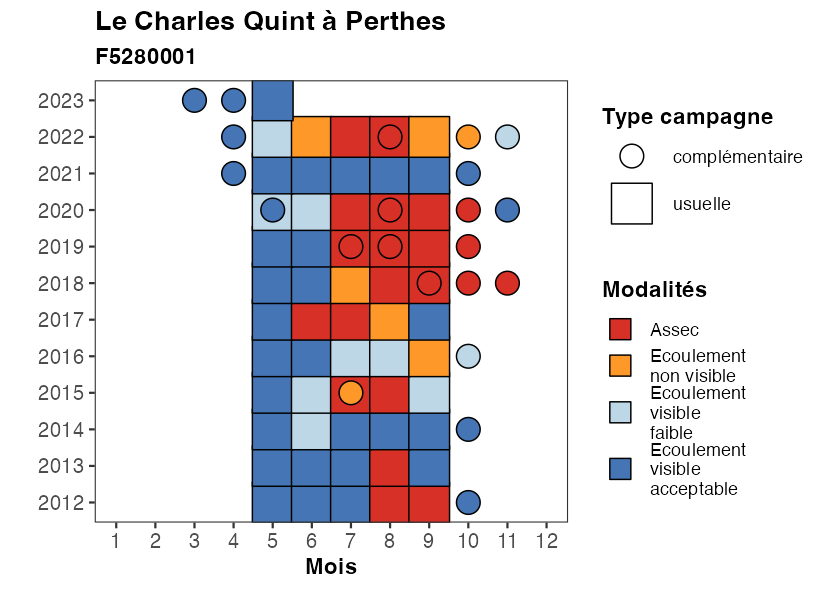 Le Charles Quint à Perthes
F5280001
2023
2022
2021
2020
2019
2018
2017
2016
2015
2014
2013
2012
1 2 3 4 5 6 7 8 9 10 11 12
Mois
Type campagne
complémentaire
usuelle
Modalités
Assec
Ecoulement
non visible
Ecoulement
visible
faible
Ecoulement
visible
acceptable